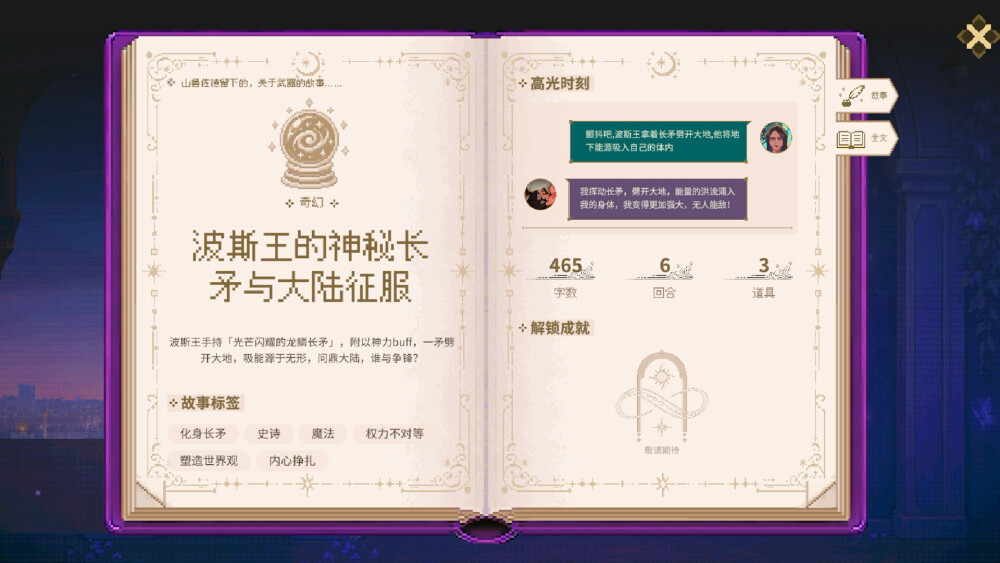 山鲁佐德留下的，关于武器的故事……
奇幻
波斯王的神秘长
矛与大陆征服
波斯王手持「光芒闪耀的龙鳞长矛」，附以神力buff，一矛劈
开大地，吸能源于无形，问鼎大陆，谁与争锋？
故事标签
化身长矛 史诗 魔法 权力不对等
塑造世界观 内心挣扎
高光时刻
颤抖吧,波斯王拿着长矛劈开大地,他将地
下能源吸入自己的体内
我挥动长矛，劈开大地，能量的洪流涌入
我的身体，我变得更加强大，无人能敌！
465 6 3
字数 回合 道具
解锁成就
敬请期待
故事
全文